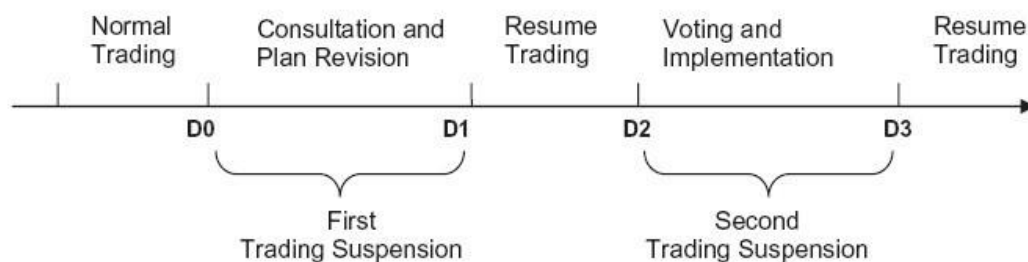 Normal
Trading
Consultation and
Plan Revision
Resume
Trading
Voting and
Implementation
Resume
Trading
D0
D1
D2
D3
First
Trading Suspension
Second
Trading Suspension